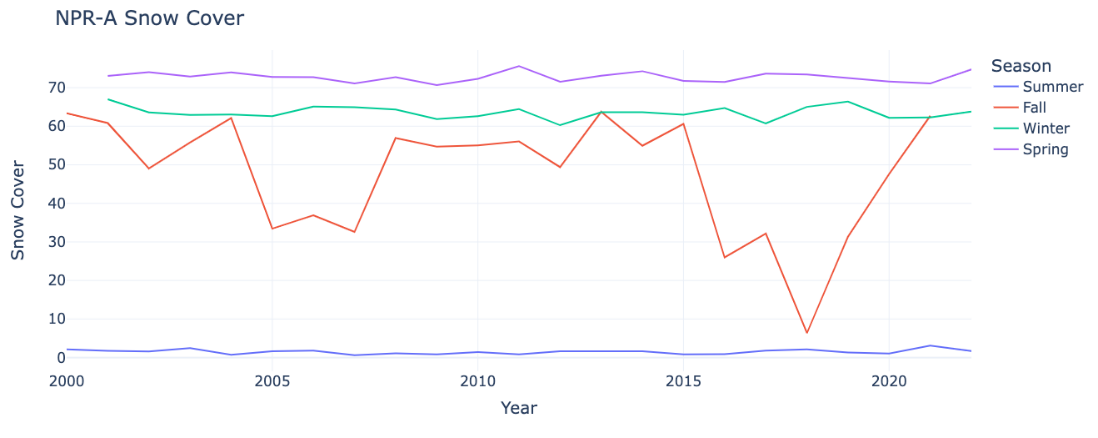 NPR-A Snow Cover
Season
Summer
Fall
Winter
Spring
Snow Cover
70
60
50
40
30
20
10
0
2000 2005 2010 2015 2020
Year